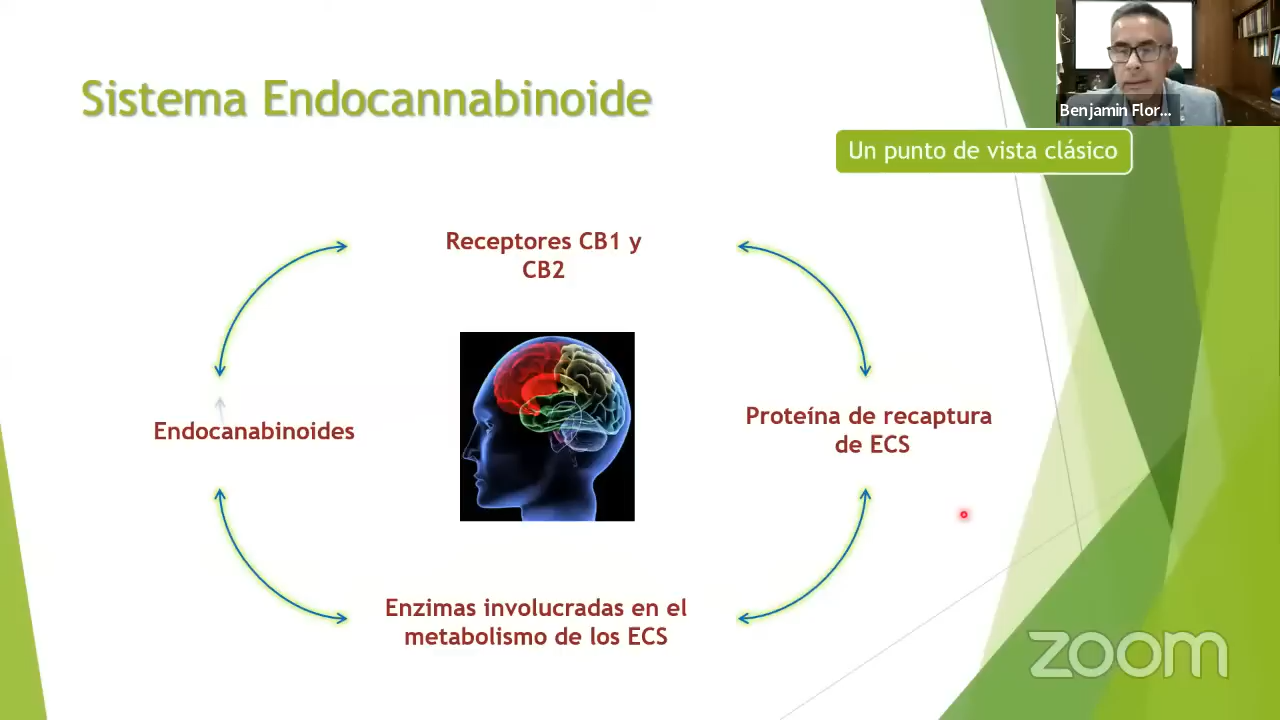 Sistema Endocannabinoide
Benjamin Flor...
Un punto de vista clásico
Receptores CB1 y
CB2
Endocanabinoides
Proteína de recaptura
de ECS
Enzimas involucradas en el
metabolismo de los ECS
zoom